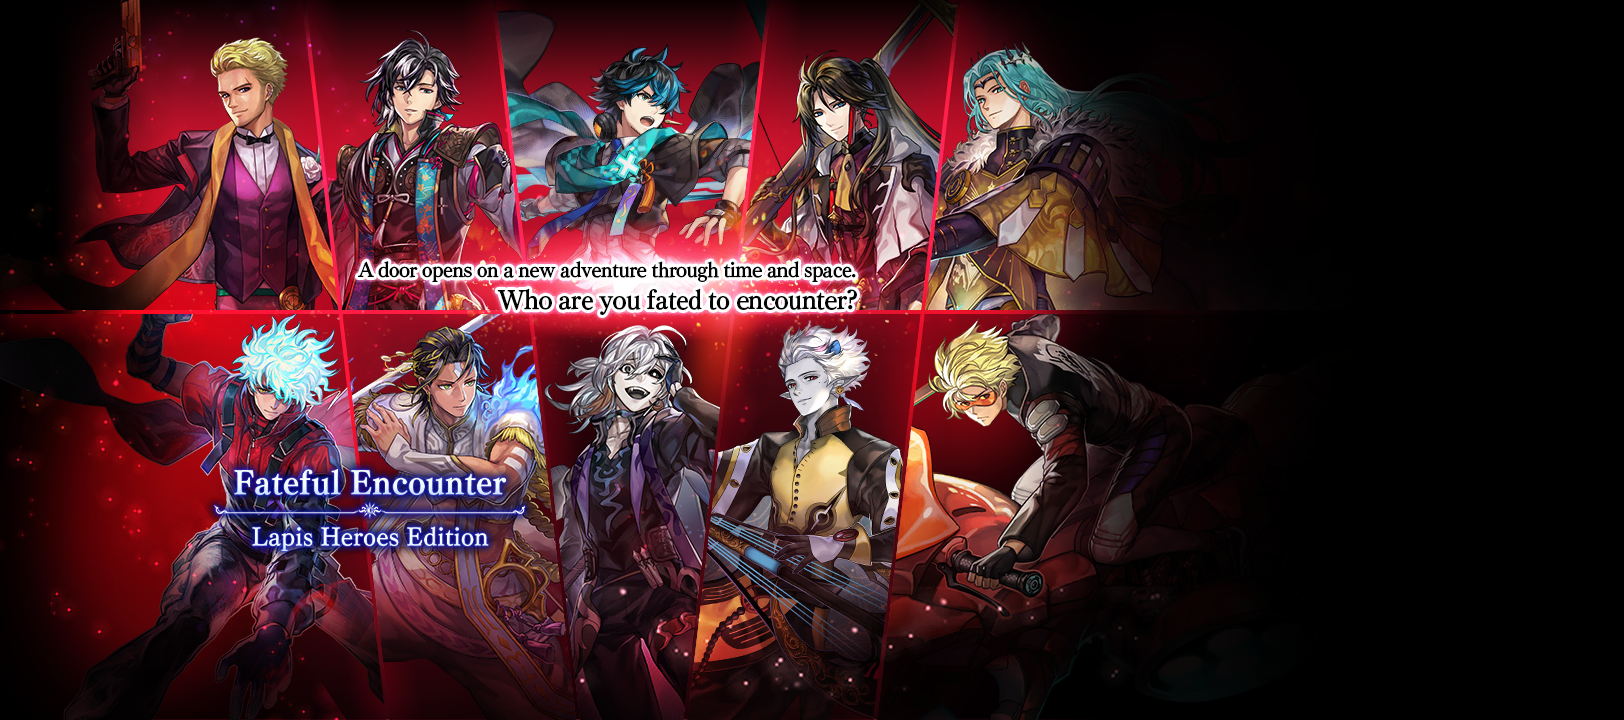 A door opens on a new adventure through time and space.
Who are you fated to encounter?
Fateful Encounter
Lapis Heroes Edition